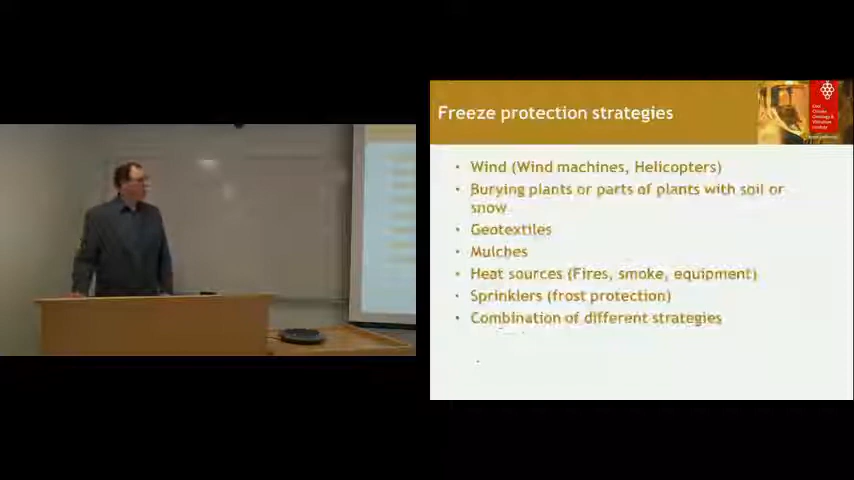 Freeze protection strategies
• Wind (Wind machines, Helicopters)
• Burying plants or parts of plants with soil or
snow
• Geotextiles
• Mulches
• Heat sources (Fires, smoke, equipment)
• Sprinklers (frost protection)
• Combination of different strategies